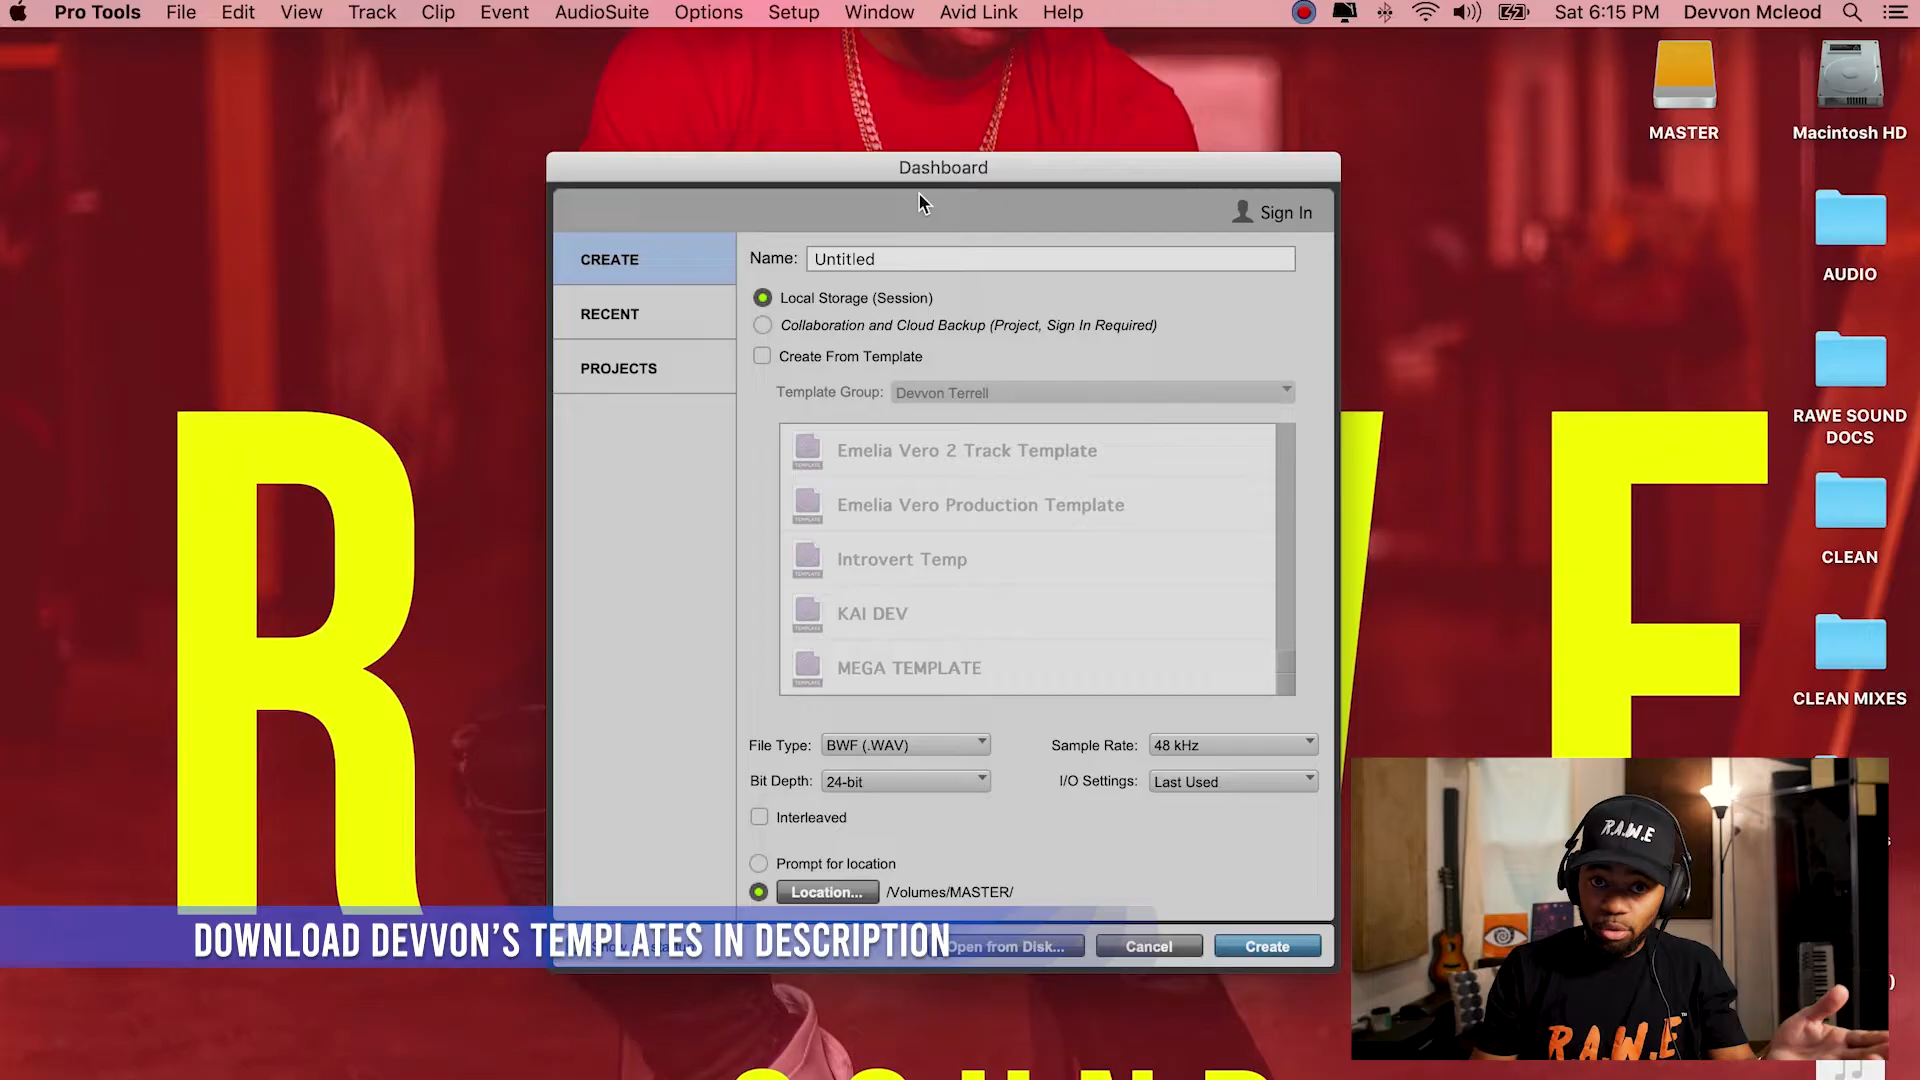 Pro Tools File Edit View Track Clip Event AudioSuite Options Setup Window Avid Link Help Sat 6:15 PM Devvon Mcleod
MASTER
Macintosh HD
AUDIO
RAWE SOUND
DOCS
CLEAN
CLEAN MIXES
Dashboard
Sign In
CREATE
RECENT
PROJECTS
Name: Untitled
Local Storage (Session)
Collaboration and Cloud Backup (Project, Sign In Required)
Create From Template
Template Group: Devvon Terrell
Emelia Vero 2 Track Template
Emelia Vero Production Template
Introvert Temp
KAI DEV
MEGA TEMPLATE
TEMPLATE
TEMPLATE
TEMPLATE
TEMPLATE
TEMPLATE
File Type: BWF (.WAV) Sample Rate: 48 kHz
Bit Depth: 24-bit I/O Settings: Last Used
Interleaved
Prompt for location
Location... /Volumes/MASTER/
Open from Disk... Cancel Create
DOWNLOAD DEVVON'S TEMPLATES IN DESCRIPTION
R E
R.A.W.E
R.A.W.E